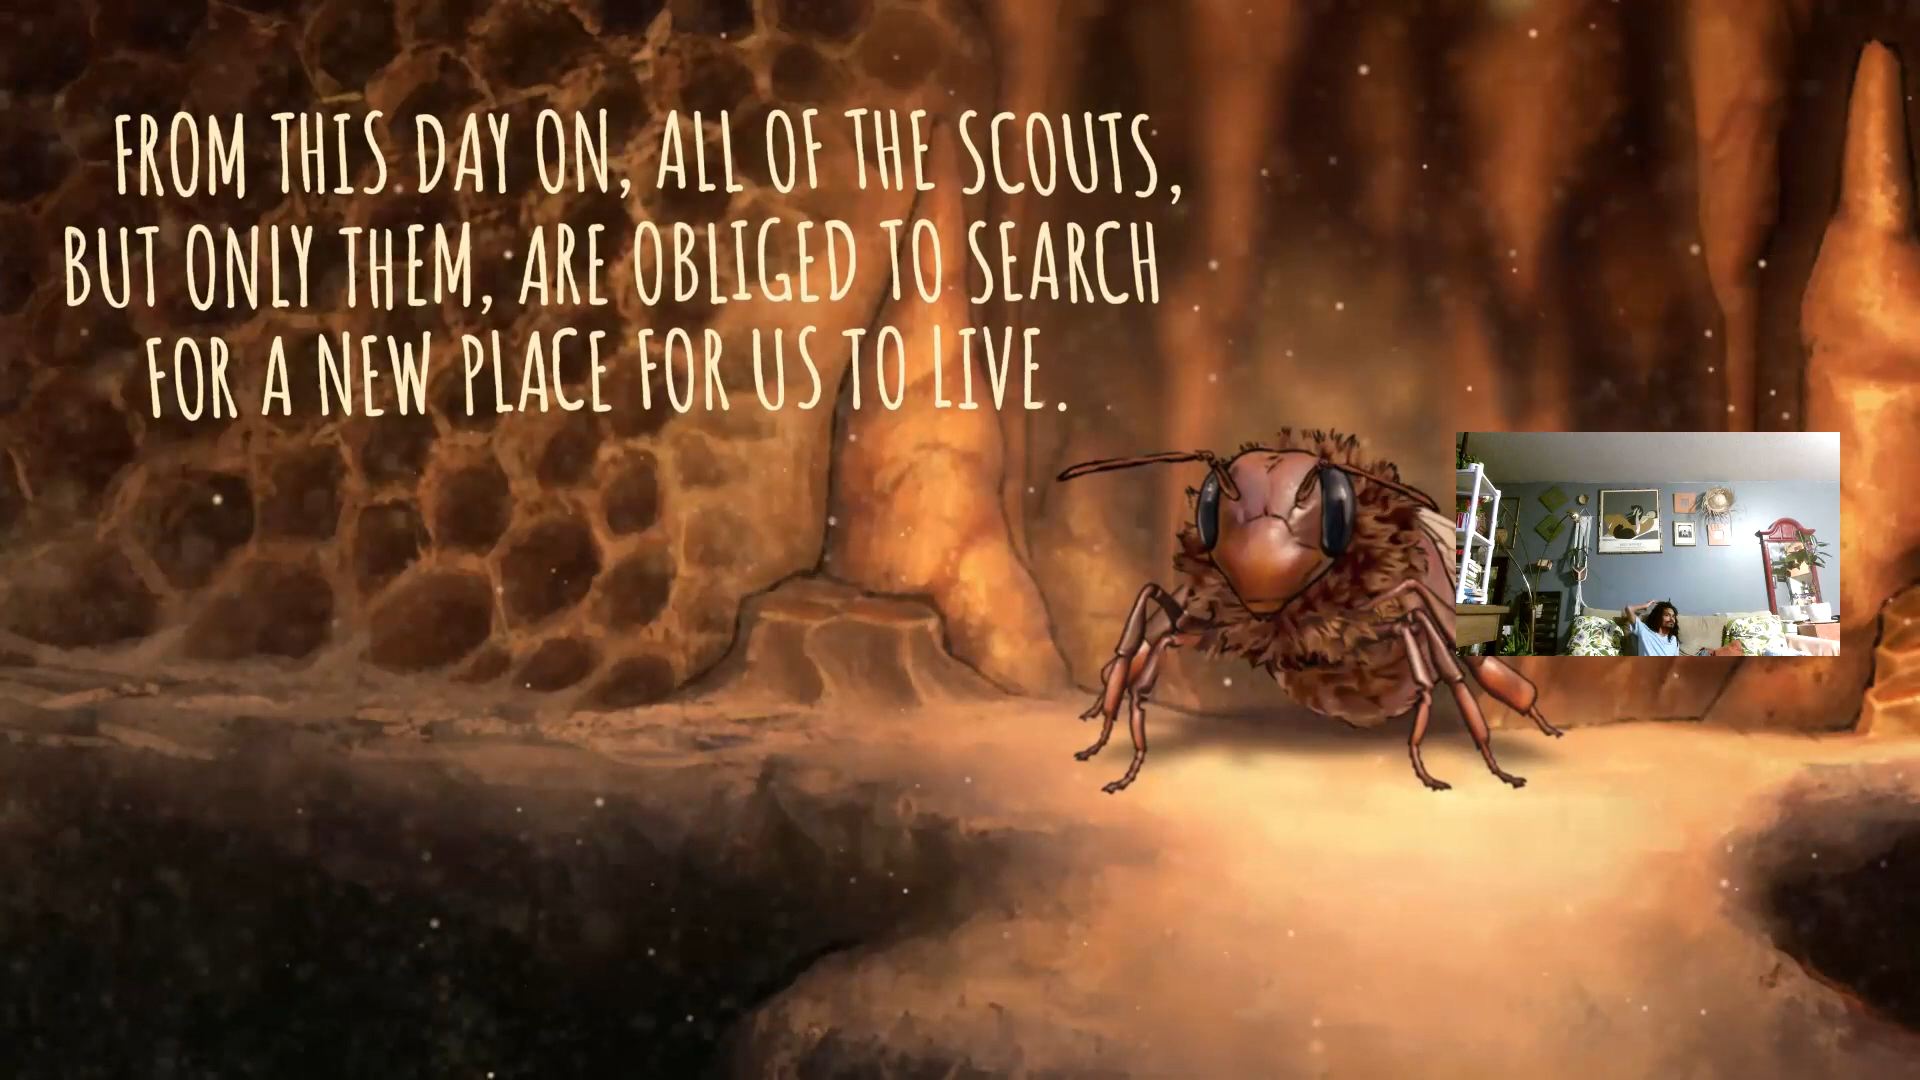 FROM THIS DAY ON, ALL OF THE SCOUTS,
BUT ONLY THEM, ARE OBLIGED TO SEARCH
FOR A NEW PLACE FOR US TO LIVE.